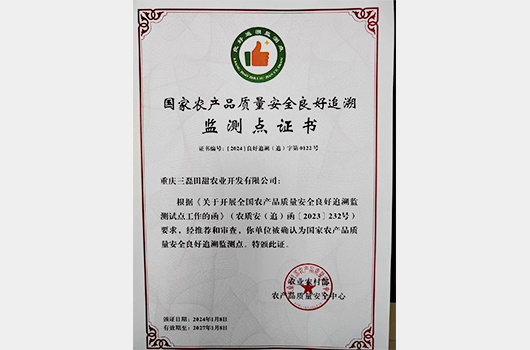 良好追溯监测点
国家农产品质量安全良好追溯
监测点证书
证书编号：[2024]良好追溯（追）字第0122号
重庆三磊田甜农业开发有限公司：
根据《关于开展全国农产品质量安全良好追溯监
测试点工作的函》（农质安（追）函［2023］232号）
要求，经推荐和审查，你单位被确认为国家农产品质
量安全良好追溯监测点。特颁此证。
农业农村部
农产品质量安全中心
颁证日期：2024年1月8日
有效期至：2027年1月8日